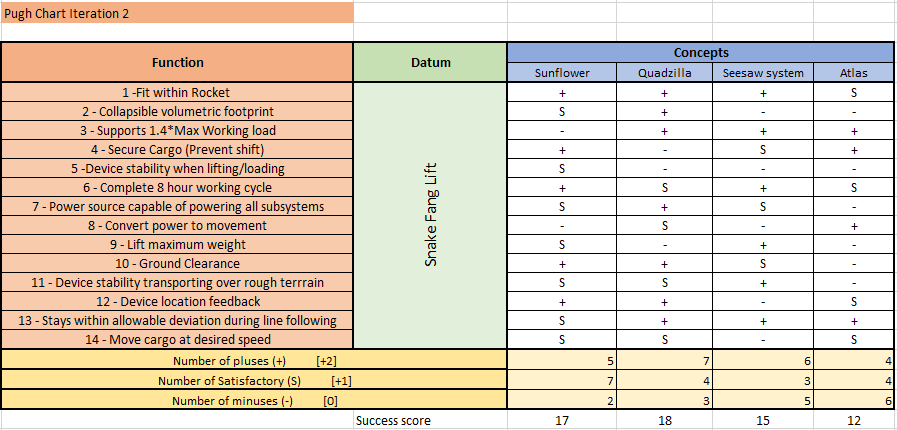 Pugh Chart Iteration 2
Function Datum Concepts
Sunflower Quadzilla Seesaw system Atlas
Snake Fang Lift
1 -Fit within Rocket + + + S
2 - Collapsible volumetric footprint S + - -
3 - Supports 1.4*Max Working load - + + +
4 - Secure Cargo (Prevent shift) + - S +
5 -Device stability when lifting/loading S - - -
6 - Complete 8 hour working cycle + S + S
7 - Power source capable of powering all subsystems S + S -
8 - Convert power to movement - S - +
9 - Lift maximum weight S - + -
10 - Ground Clearance + + S -
11 - Device stability transporting over rough terrrain S S + -
12 - Device location feedback + + - S
13 - Stays within allowable deviation during line following S + + +
14 - Move cargo at desired speed S S - S
Number of pluses (+) [+2] 5 7 6 4
Number of Satisfactory (S) [+1] 7 4 3 4
Number of minuses (-) [0] 2 3 5 6
Success score 17 18 15 12